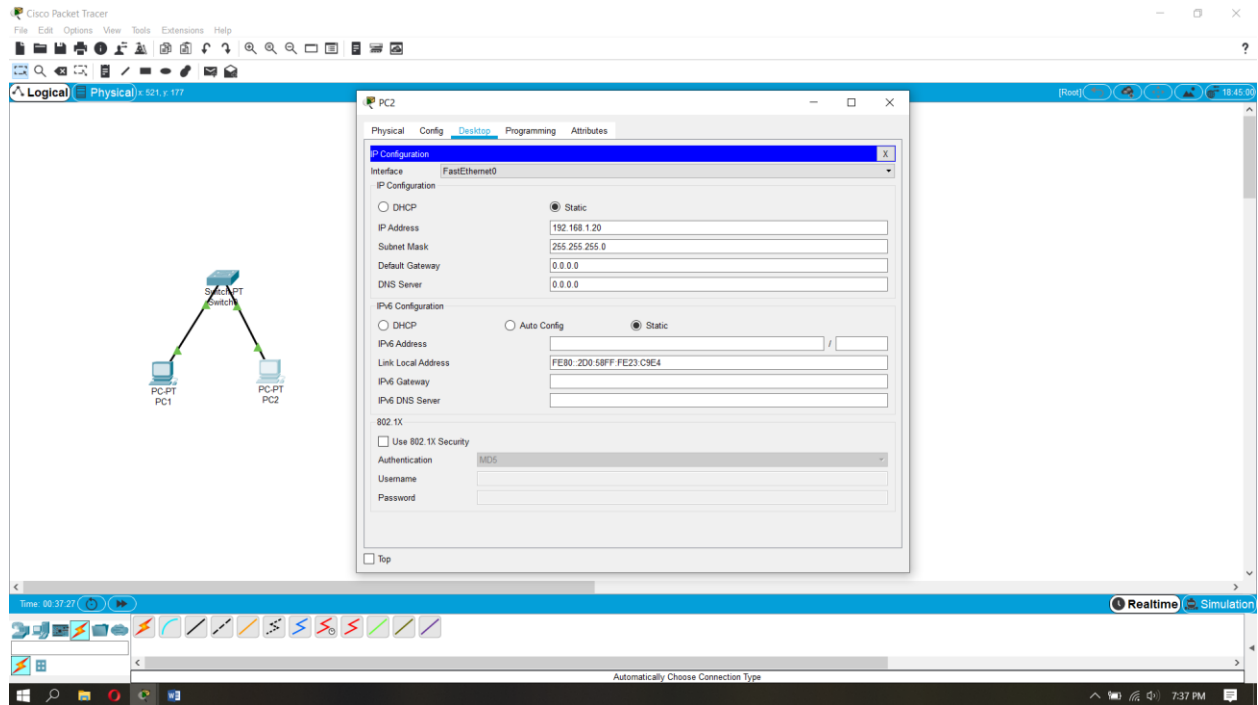 Cisco Packet Tracer
File Edit Options View Tools Extensions Help
?
Logical Physical x: 521, y: 177
[Root] 18:45:00
PC2
Physical Config Desktop Programming Attributes
IP Configuration X
Interface FastEthernet0
IP Configuration
DHCP Static
IP Address 192.168.1.20
Subnet Mask 255.255.255.0
Default Gateway 0.0.0.0
DNS Server 0.0.0.0
IPv6 Configuration
DHCP Auto Config Static
IPv6 Address /
Link Local Address FE80::2D0:58FF:FE23:C9E4
IPv6 Gateway
IPv6 DNS Server
802.1X
Use 802.1X Security
Authentication MD5
Username
Password
Top
Switch-PT
Switch0
PC-PT
PC1
PC-PT
PC2
Time: 00:37:27
Realtime Simulation
Automatically Choose Connection Type
7:37 PM